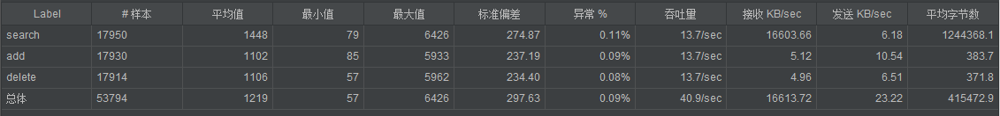 Label # 样本 平均值 最小值 最大值 标准偏差 异常 % 吞吐量 接收 KB/sec 发送 KB/sec 平均字节数
search 17950 1448 79 6426 274.87 0.11% 13.7/sec 16603.66 6.18 1244368.1
add 17930 1102 85 5933 237.19 0.09% 13.7/sec 5.12 10.54 383.7
delete 17914 1106 57 5962 234.40 0.08% 13.7/sec 4.96 6.51 371.8
总体 53794 1219 57 6426 297.63 0.09% 40.9/sec 16613.72 23.22 415472.9